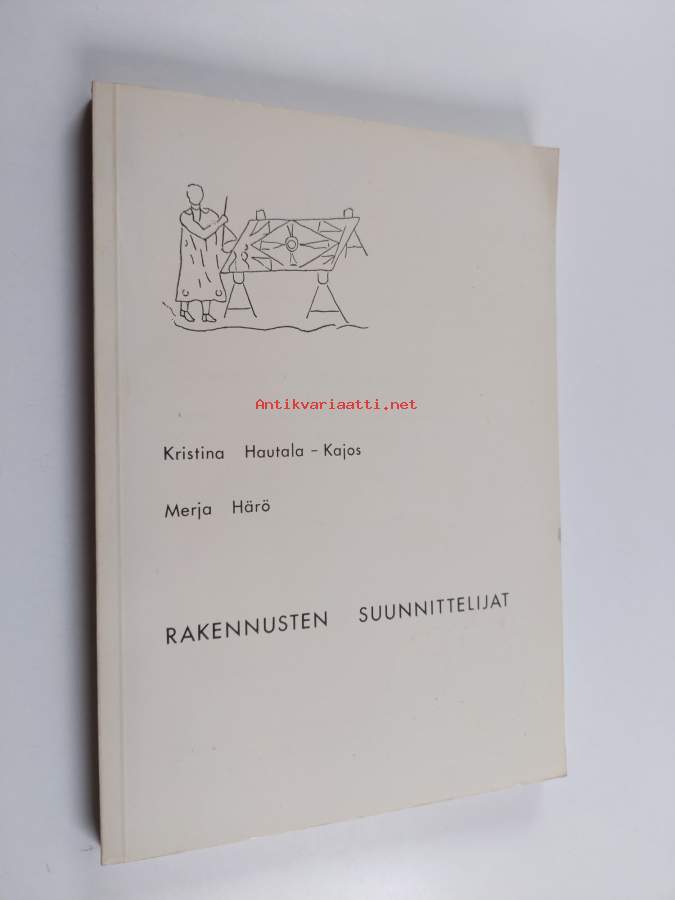 Antikvariaatti.net
Kristina Hautala - Kajos
Merja Härö
RAKENNUSTEN SUUNNITTELIJAT